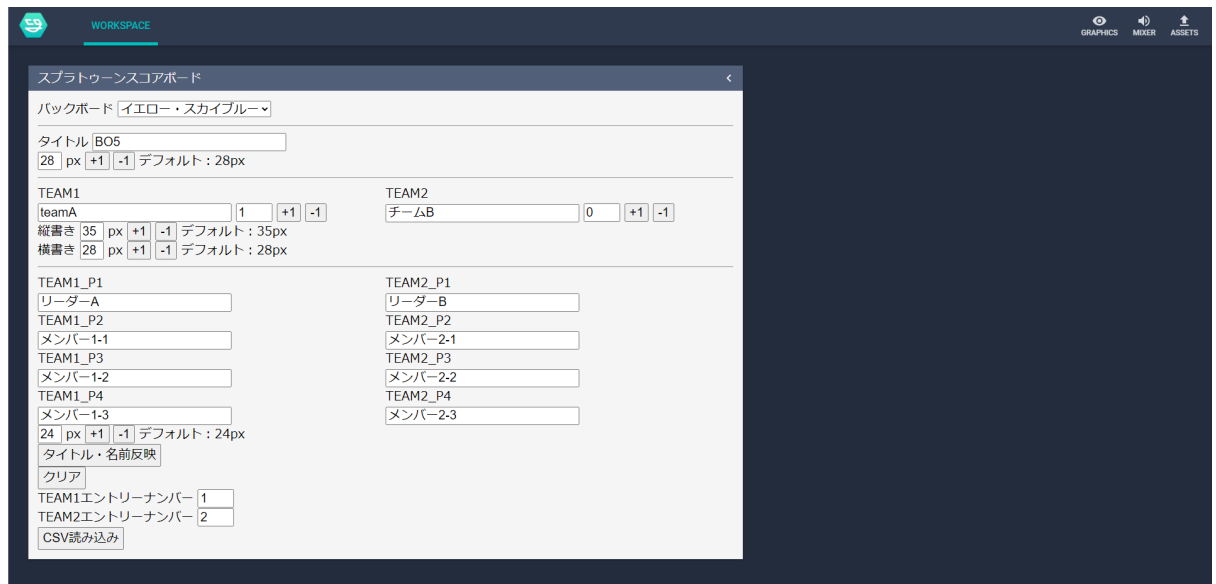 WORKSPACE
GRAPHICS MIXER ASSETS
スプラトゥーンスコアボード
バックボード イエロー・スカイブルー
タイトル BO5
28 px +1 -1 デフォルト：28px
TEAM1 TEAM2
teamA 1 +1 -1 チームB 0 +1 -1
縦書き 35 px +1 -1 デフォルト：35px
横書き 28 px +1 -1 デフォルト：28px
TEAM1_P1 TEAM2_P1
リーダーA リーダーB
TEAM1_P2 TEAM2_P2
メンバー1-1 メンバー2-1
TEAM1_P3 TEAM2_P3
メンバー1-2 メンバー2-2
TEAM1_P4 TEAM2_P4
メンバー1-3 メンバー2-3
24 px +1 -1 デフォルト：24px
タイトル・名前反映
クリア
TEAM1エントリーナンバー 1
TEAM2エントリーナンバー 2
CSV読み込み